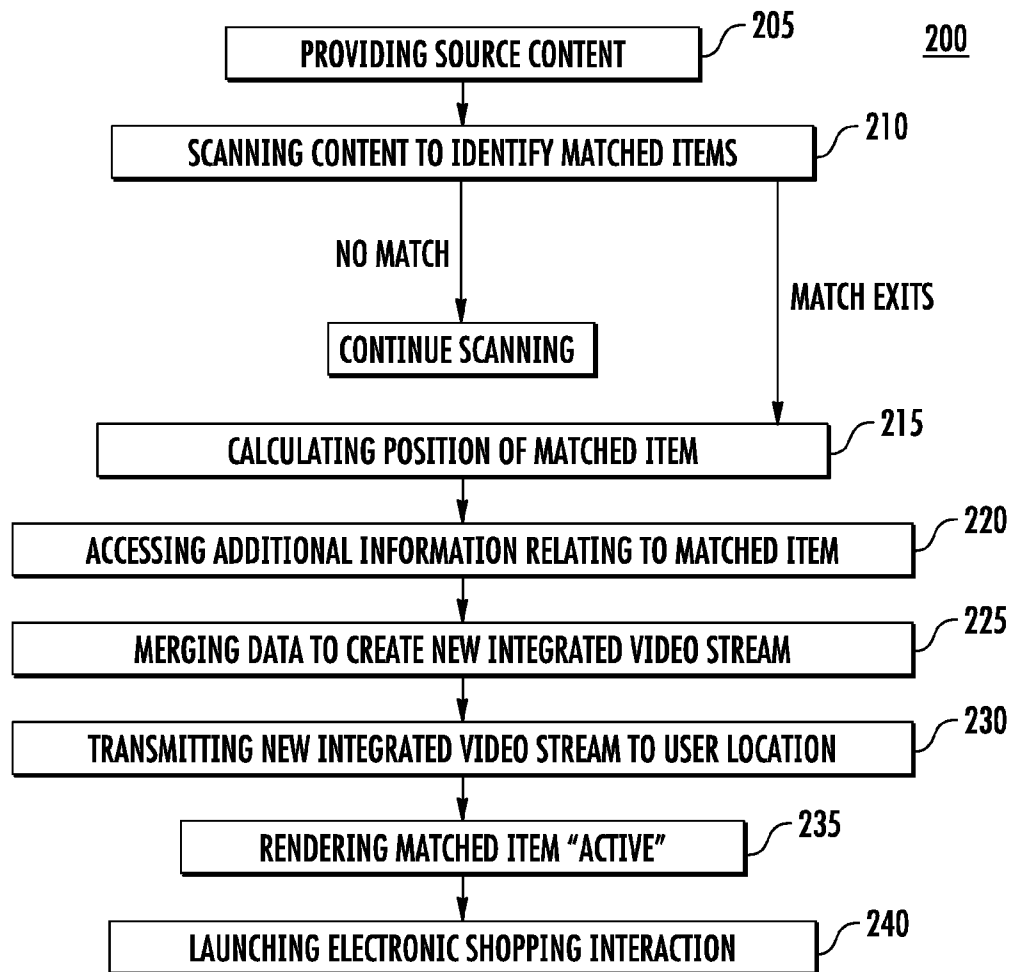 200
PROVIDING SOURCE CONTENT
205
SCANNING CONTENT TO IDENTIFY MATCHED ITEMS
210
NO MATCH
MATCH EXITS
CONTINUE SCANNING
CALCULATING POSITION OF MATCHED ITEM
215
ACCESSING ADDITIONAL INFORMATION RELATING TO MATCHED ITEM
220
MERGING DATA TO CREATE NEW INTEGRATED VIDEO STREAM
225
TRANSMITTING NEW INTEGRATED VIDEO STREAM TO USER LOCATION
230
RENDERING MATCHED ITEM “ACTIVE”
235
LAUNCHING ELECTRONIC SHOPPING INTERACTION
240